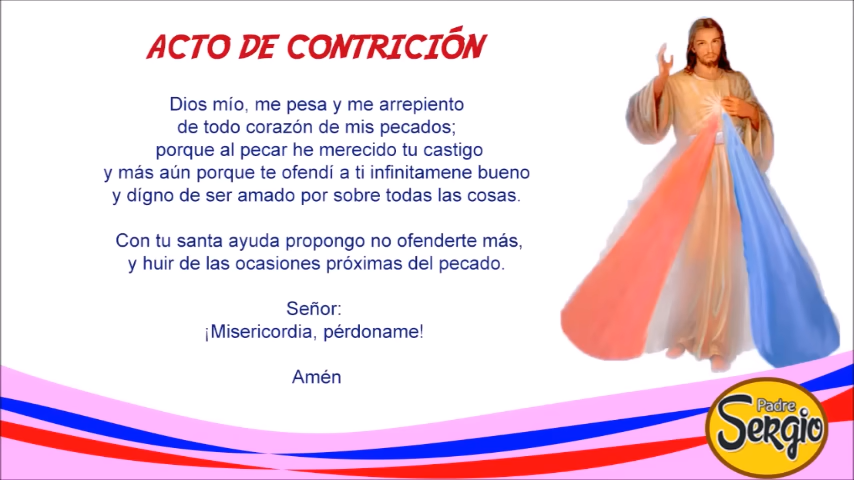 ACTO DE CONTRICIÓN
Dios mío, me pesa y me arrepiento
de todo corazón de mis pecados;
porque al pecar he merecido tu castigo
y más aún porque te ofendí a ti infinitamene bueno
y dígno de ser amado por sobre todas las cosas.
Con tu santa ayuda propongo no ofenderte más,
y huir de las ocasiones próximas del pecado.
Señor:
¡Misericordia, pérdoname!
Amén
Padre
Sergio